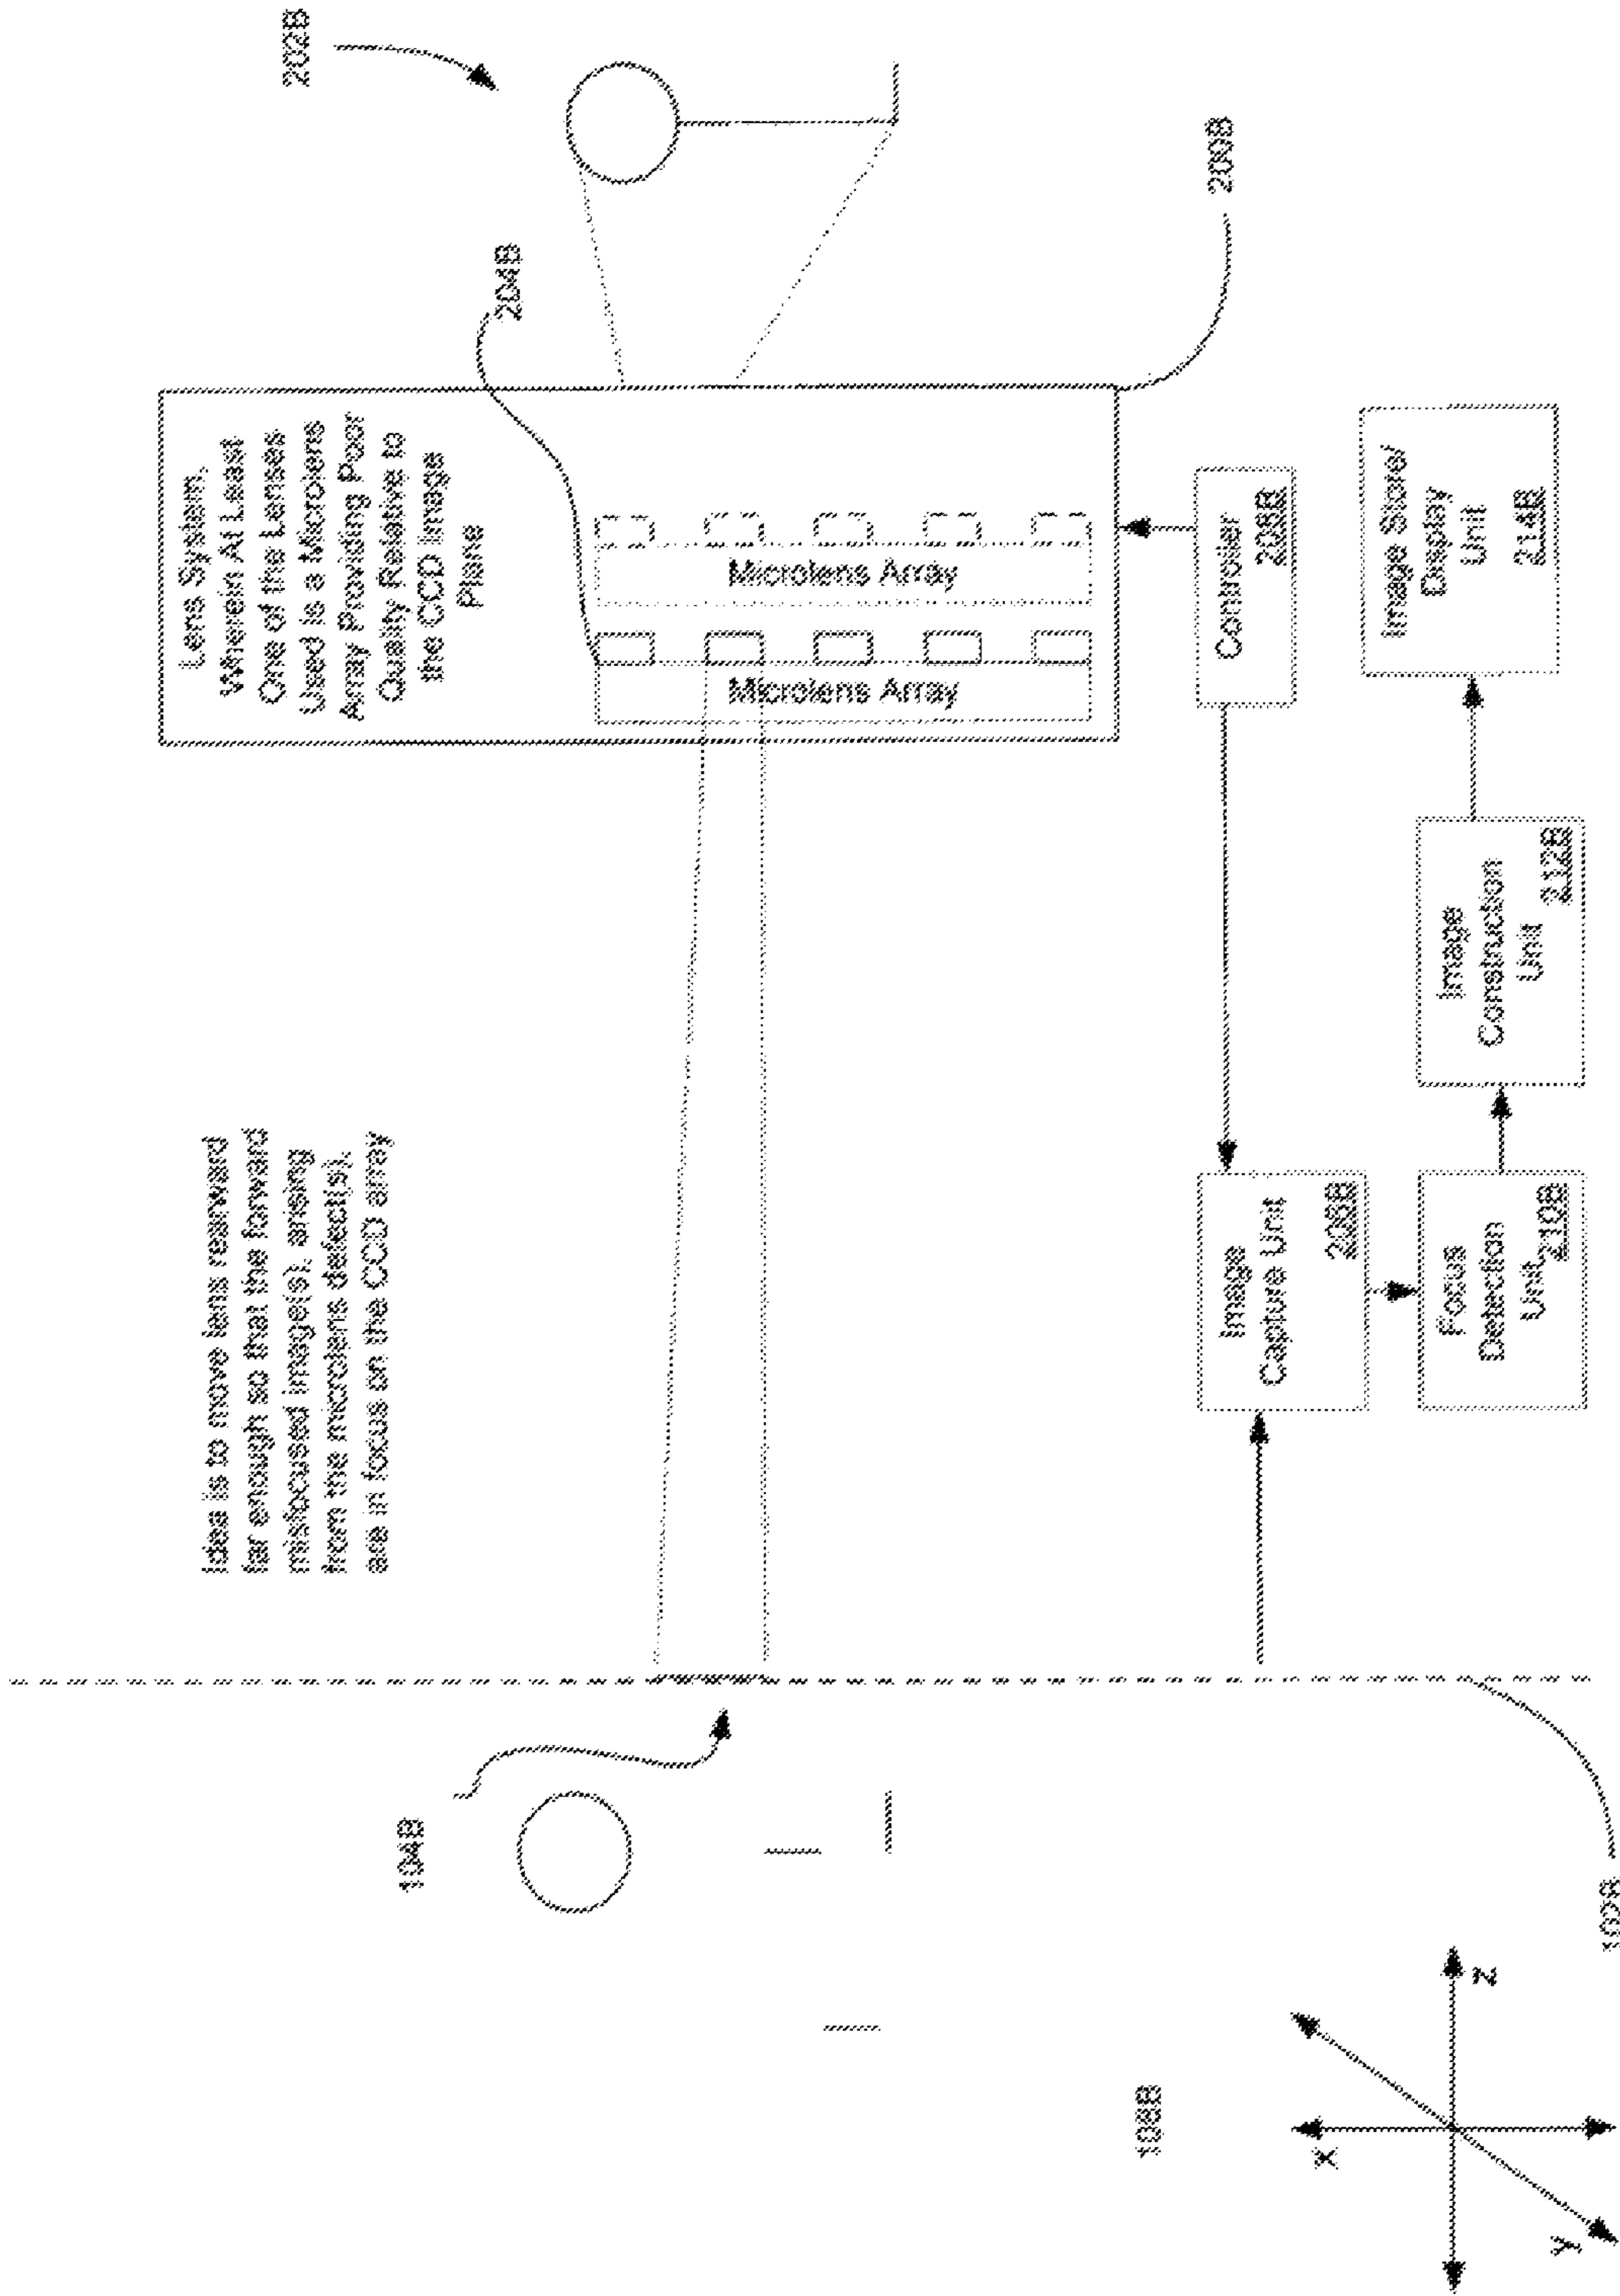 Lens System,
Wherein At Least
One of the Lenses
Used is a Microlens
Array Providing Poor
Quality Relative to
the CCD Image
Plane
202B
204B
200B
Microlens Array
Microlens Array
Controller
208B
Image Store/
Display
Unit
214B
Idea is to move lens rearward
far enough so that the forward
misfocused image(s), arising
from the microlens defect(s),
are in focus on the CCD array
Image
Construction
Unit
212B
Image
Capture Unit
Focus
Detection
Unit
210B
104B
X
Z
y